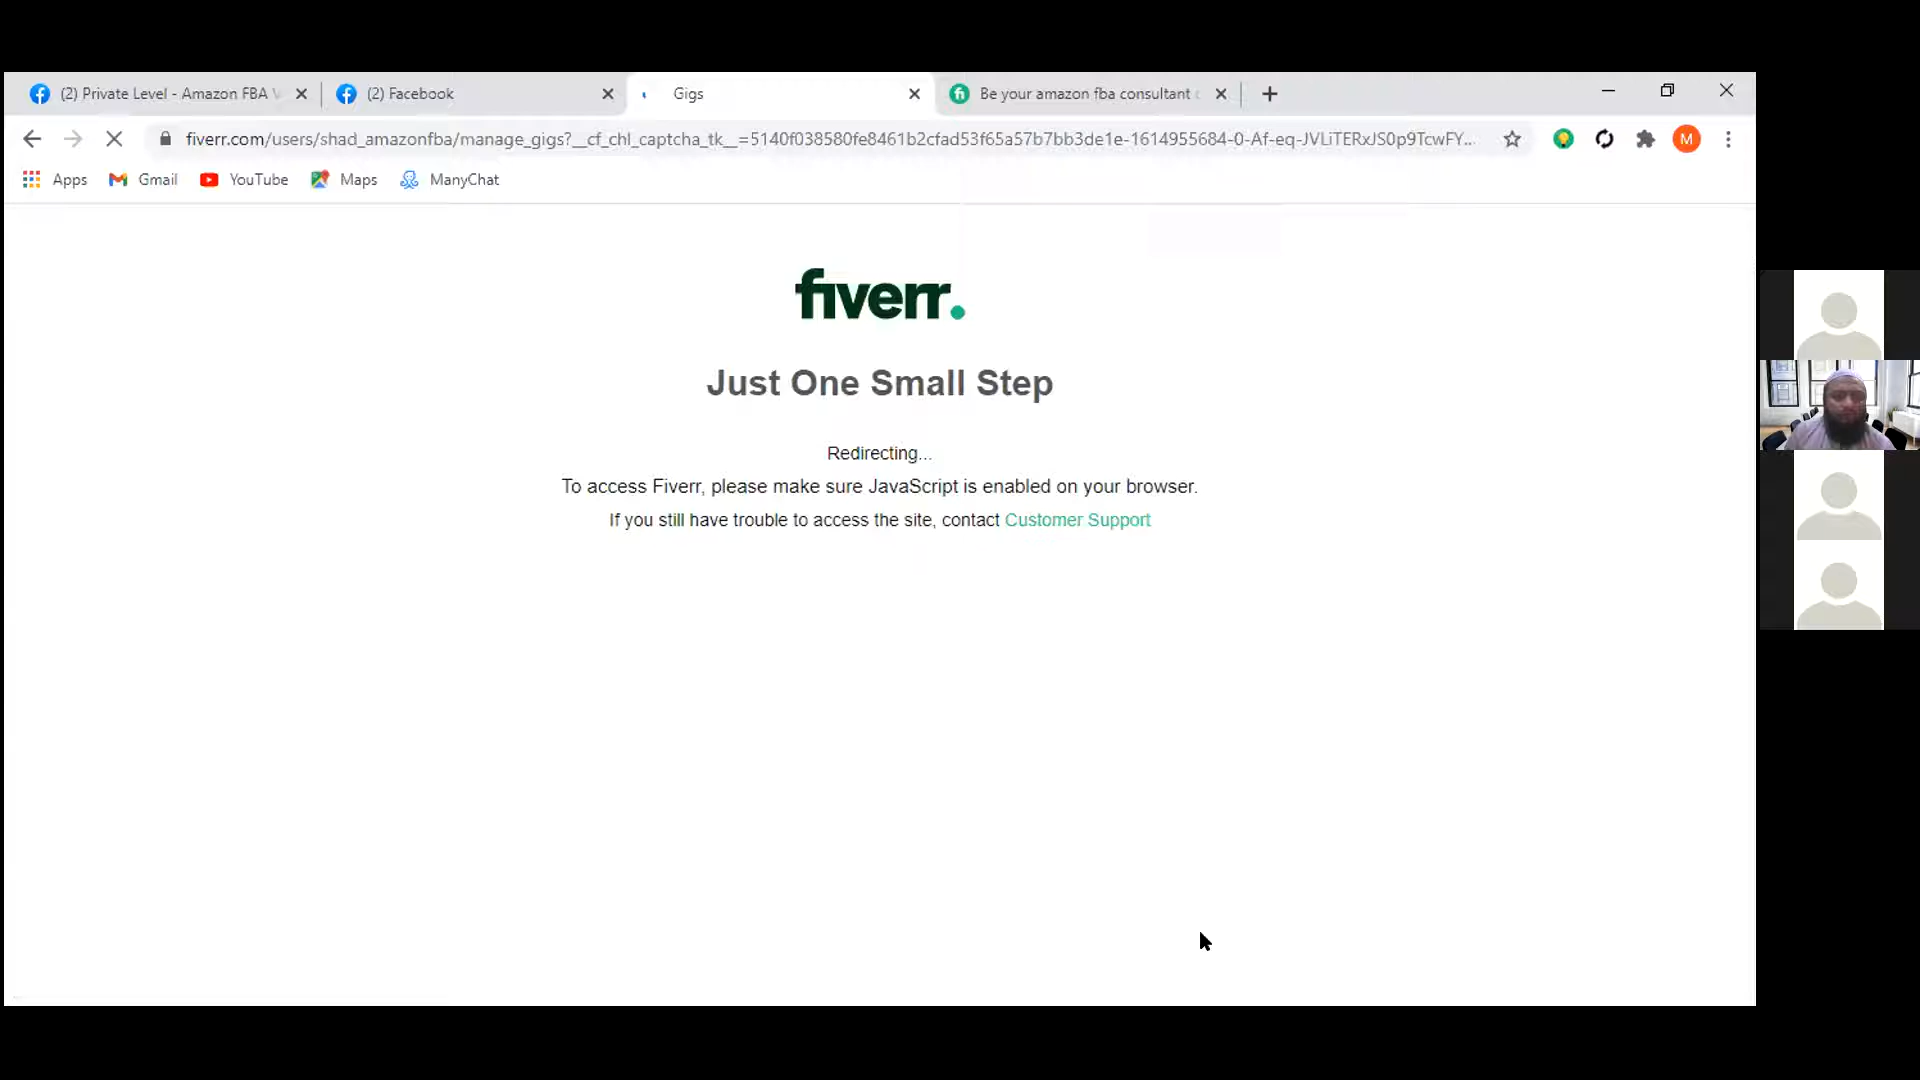 (2) Private Level - Amazon FBA
(2) Facebook
Gigs
Be your amazon fba consultant
fiverr.com/users/shad_amazonfba/manage_gigs?__cf_chl_captcha_tk__=5140f038580fe8461b2cfad53f65a57b7bb3de1e-1614955684-0-Af-eq-JVLiTERxJS0p9TcwFY...
M
Apps
Gmail
YouTube
Maps
ManyChat
fiverr.
Just One Small Step
Redirecting...
To access Fiverr, please make sure JavaScript is enabled on your browser.
If you still have trouble to access the site, contact Customer Support